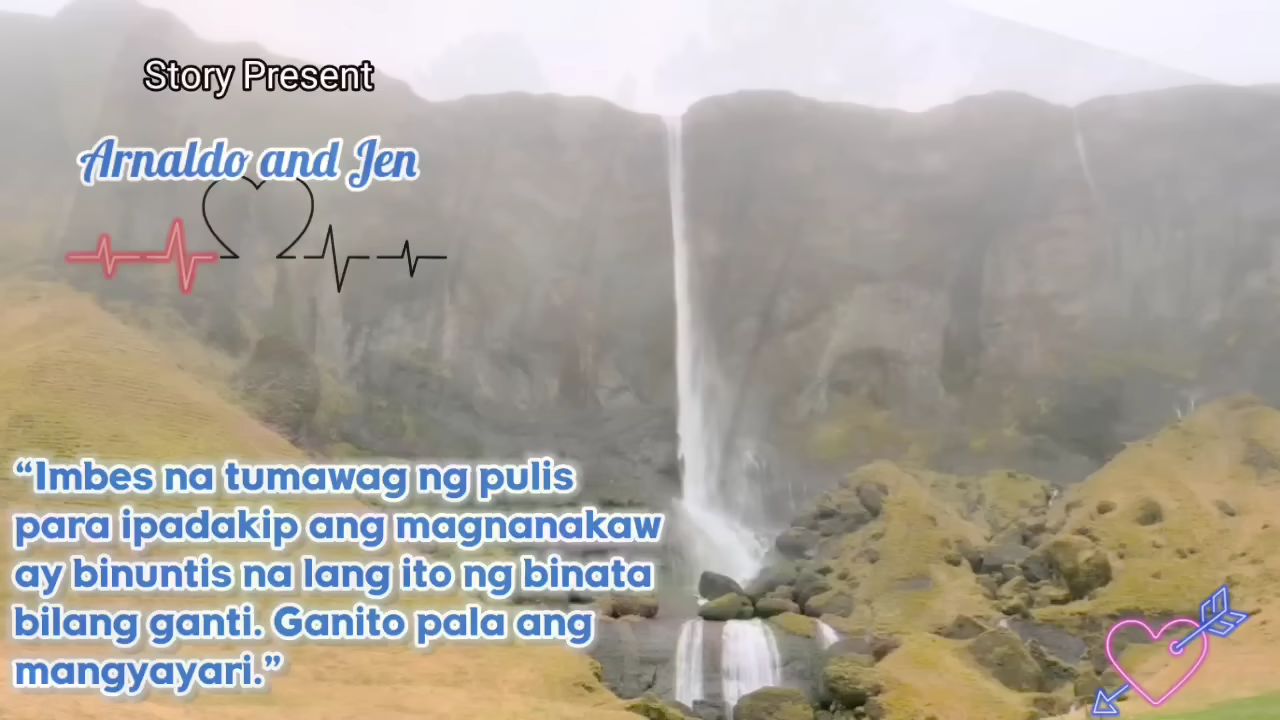 Story Present
Arnaldo and Jen
“Imbes na tumawag ng pulis
para ipadakip ang magnanakaw
ay binuntis na lang ito ng binata
bilang ganti. Ganito pala ang
mangyayari.”